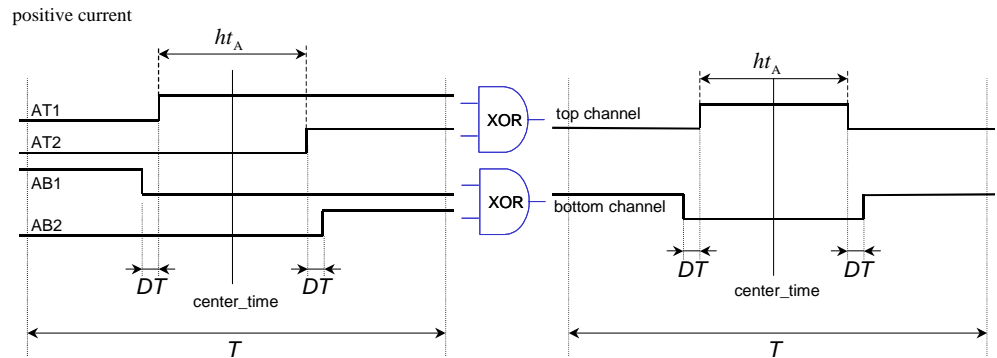 positive current
ht_A
ht_A
AT1
XOR
top channel
AT2
AB1
XOR
bottom channel
AB2
DT
DT
DT
DT
center_time
center_time
T
T